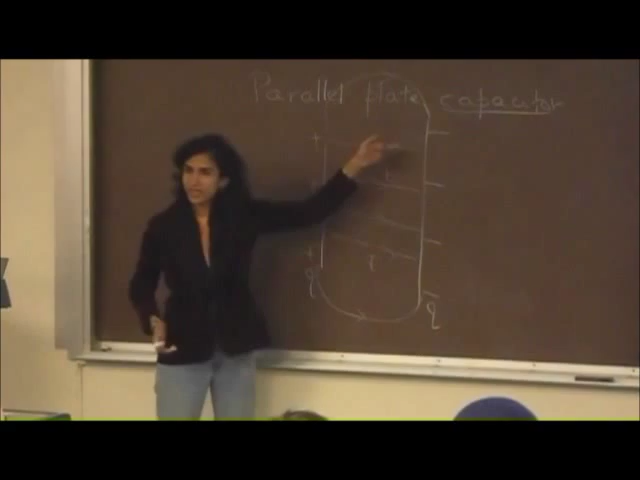 Parallel plate capacitor
+ -
-
-
+
q -q